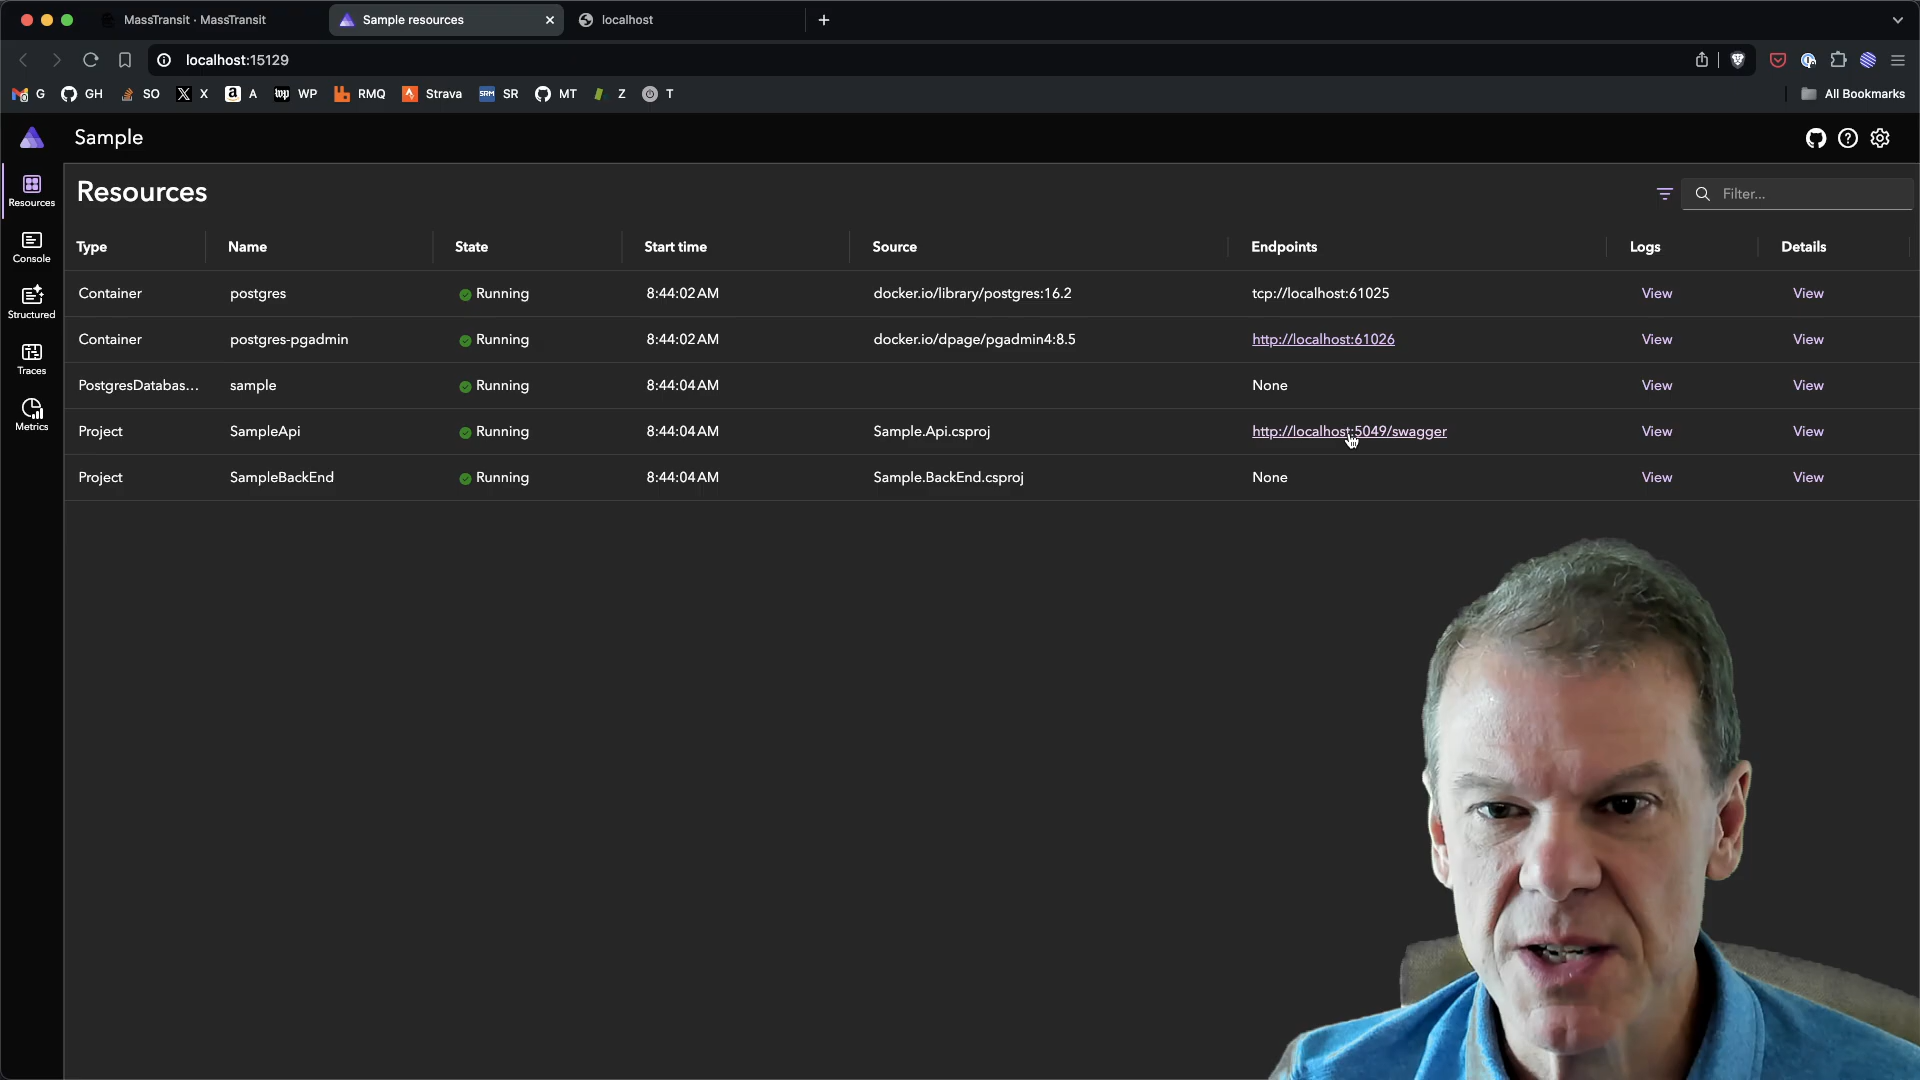 MassTransit · MassTransit
Sample resources
localhost
localhost:15129
G GH SO X A WP RMQ Strava SR MT Z T All Bookmarks
Sample
Resources
Console
Structured
Traces
Metrics
Resources
Filter...
Type Name State Start time Source Endpoints Logs Details
Container postgres Running 8:44:02 AM docker.io/library/postgres:16.2 tcp://localhost:61025 View View
Container postgres-pgadmin Running 8:44:02 AM docker.io/dpage/pgadmin4:8.5 http://localhost:61026 View View
PostgresDatabas... sample Running 8:44:04 AM None View View
Project SampleApi Running 8:44:04 AM Sample.Api.csproj http://localhost:5049/swagger View View
Project SampleBackEnd Running 8:44:04 AM Sample.BackEnd.csproj None View View